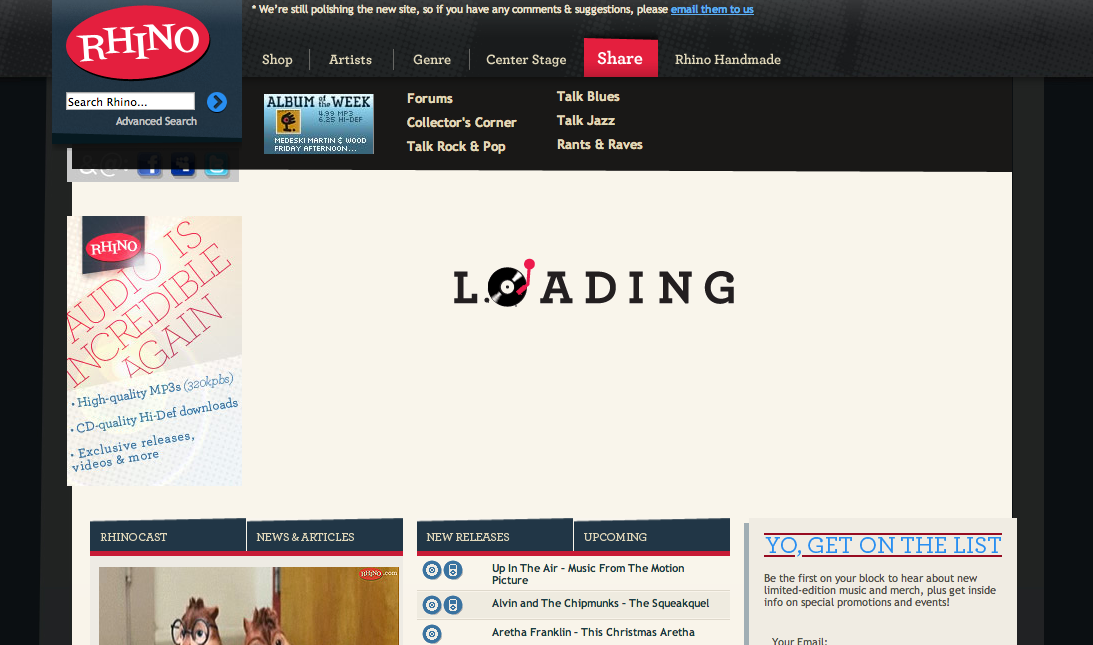 * We're still polishing the new site, so if you have any comments & suggestions, please email them to us
RHINO
Shop
Artists
Genre
Center Stage
Share
Rhino Handmade
Search Rhino...
Advanced Search
ALBUM of the WEEK
4.99 MP3
6.25 HI-DEF
MEDESKI MARTIN & WOOD
FRIDAY AFTERNOON...
Forums
Collector's Corner
Talk Rock & Pop
Talk Blues
Talk Jazz
Rants & Raves
RHINO
AUDIO IS
INCREDIBLE
AGAIN
• High-quality MP3s (320kpbs)
• CD-quality Hi-Def downloads
• Exclusive releases,
videos & more
LOADING
RHINOCAST
NEWS & ARTICLES
RHINO.com
NEW RELEASES
UPCOMING
Up In The Air - Music From The Motion
Picture
Alvin and The Chipmunks - The Squeakquel
Aretha Franklin - This Christmas Aretha
YO, GET ON THE LIST
Be the first on your block to hear about new
limited-edition music and merch, plus get inside
info on special promotions and events!
Your Email: